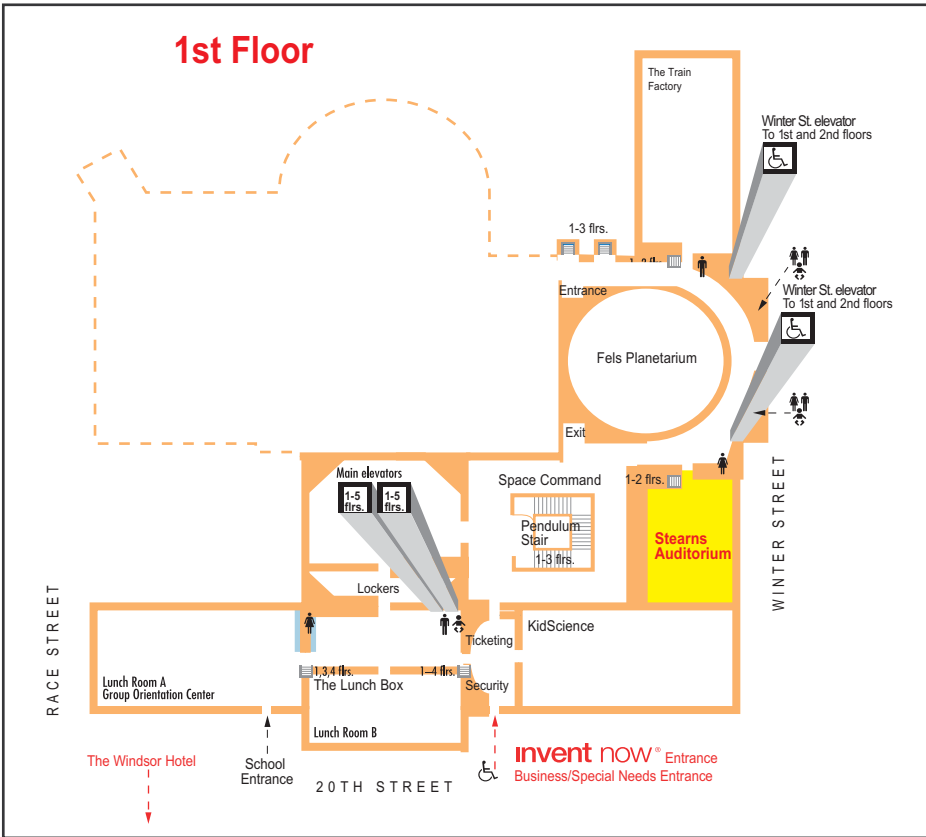 1st Floor
The Train
Factory
Winter St. elevator
To 1st and 2nd floors
1-3 flrs.
Entrance
Winter St. elevator
To 1st and 2nd floors
Fels Planetarium
Exit
Main elevators
1-5
flrs.
1-5
flrs.
Space Command
1-2 flrs.
Pendulum
Stair
1-3 flrs.
Stearns
Auditorium
WINTER STREET
RACE STREET
Lockers
Ticketing
KidScience
Lunch Room A
Group Orientation Center
1,3,4 flrs.
1–4 flrs.
The Lunch Box
Security
Lunch Room B
The Windsor Hotel
School
Entrance
20TH STREET
invent now® Entrance
Business/Special Needs Entrance